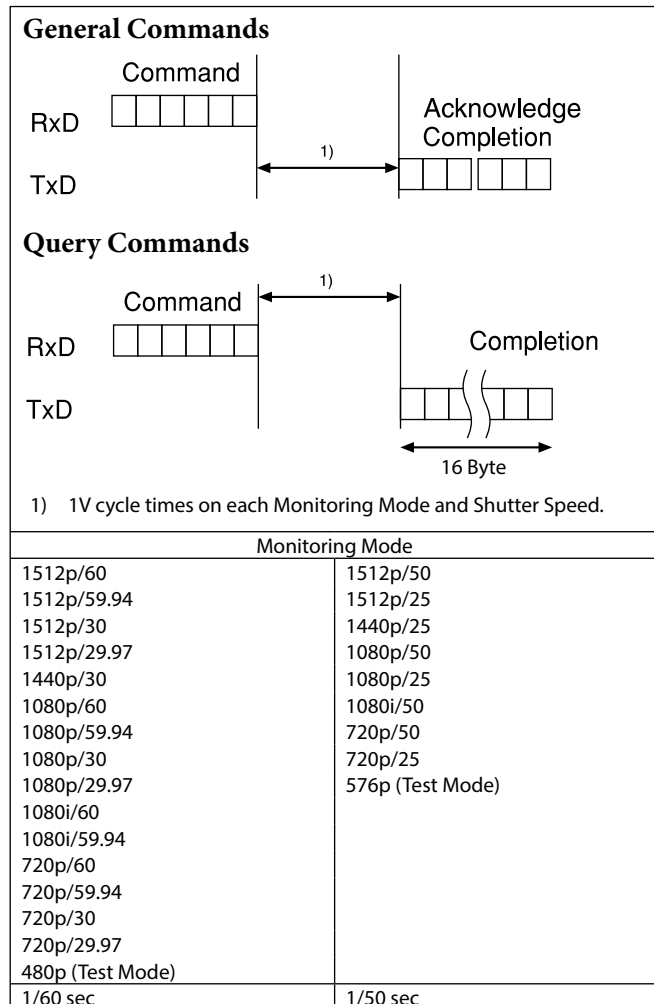 General Commands
Command
RxD
Acknowledge
Completion
1)
TxD
Query Commands
1)
Command
RxD
Completion
TxD
16 Byte
1) 1V cycle times on each Monitoring Mode and Shutter Speed.
Monitoring Mode
1512p/60 1512p/50
1512p/59.94 1512p/25
1512p/30 1440p/25
1512p/29.97 1080p/50
1440p/30 1080p/25
1080p/60 1080i/50
1080p/59.94 720p/50
1080p/30 720p/25
1080p/29.97 576p (Test Mode)
1080i/60
1080i/59.94
720p/60
720p/59.94
720p/30
720p/29.97
480p (Test Mode)
1/60 sec 1/50 sec